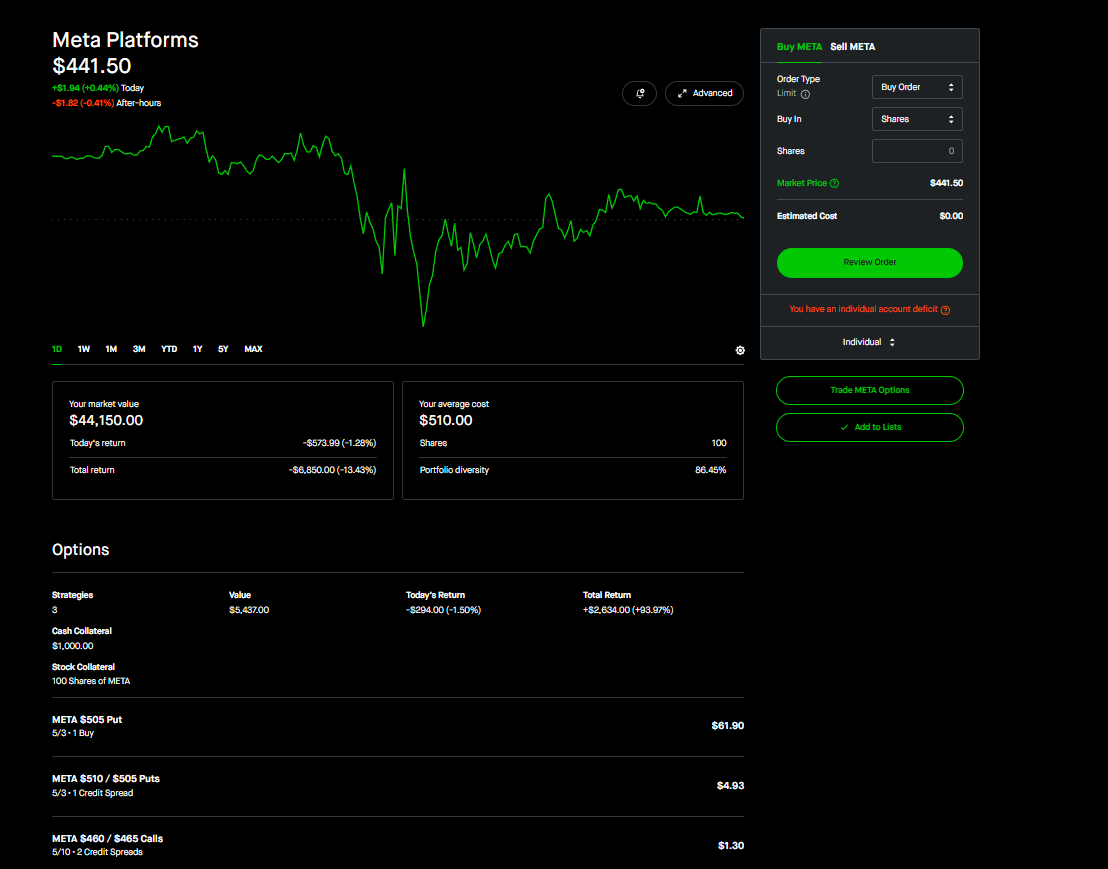 Meta Platforms
$441.50
+$1.94 (+0.44%) Today
-$1.82 (-0.41%) After-hours
Advanced
1D 1W 1M 3M YTD 1Y 5Y MAX
Your market value
$44,150.00
Today's return -$573.99 (-1.28%)
Total return -$6,850.00 (-13.43%)
Your average cost
$510.00
Shares 100
Portfolio diversity 86.45%
Options
Strategies Value Today's Return Total Return
3 $5,437.00 -$294.00 (-1.50%) +$2,634.00 (+93.97%)
Cash Collateral
$1,000.00
Stock Collateral
100 Shares of META
META $505 Put
5/3 · 1 Buy
$61.90
META $510 / $505 Puts
5/3 · 1 Credit Spread
$4.93
META $460 / $465 Calls
5/10 · 2 Credit Spreads
$1.30
Buy META Sell META
Order Type
Limit
Buy Order
Buy In Shares
Shares 0
Market Price $441.50
Estimated Cost $0.00
Review Order
You have an individual account deficit
Individual
Trade META Options
Add to Lists